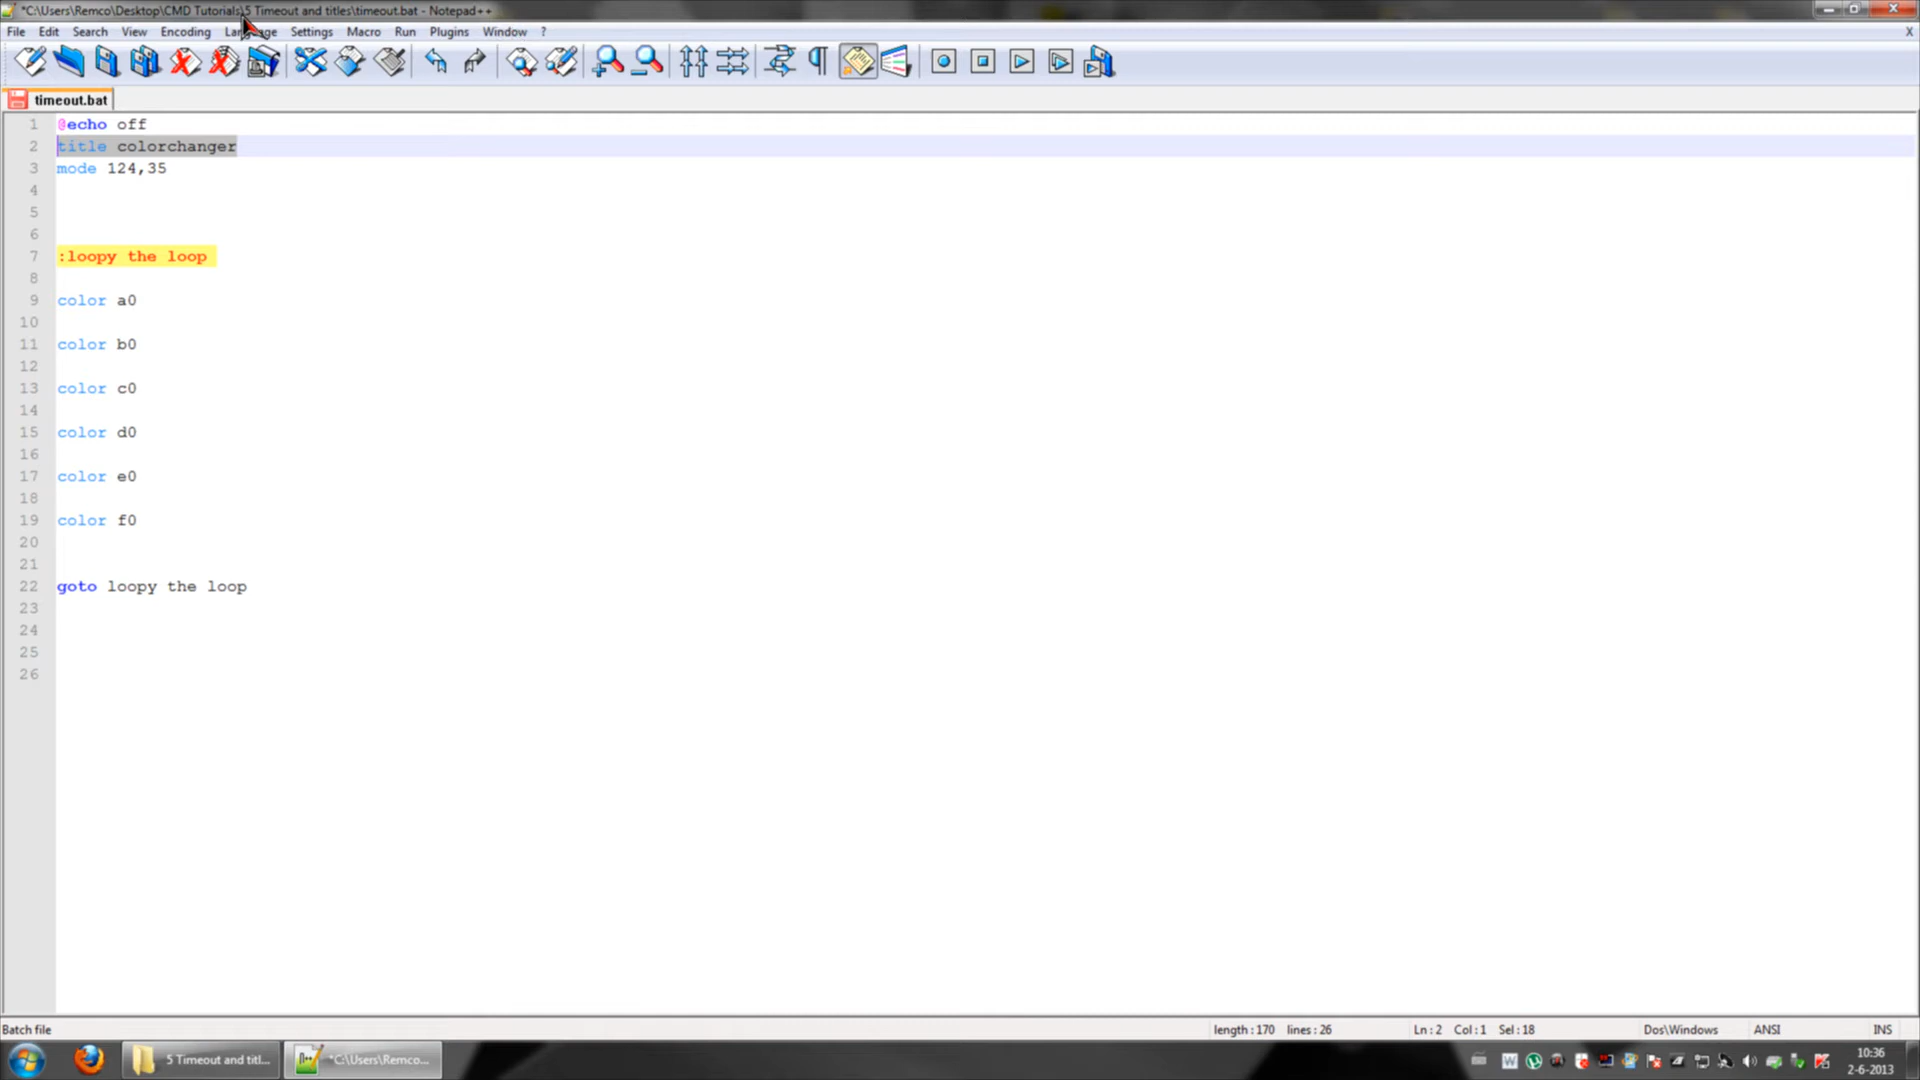 *C:\Users\Remco\Desktop\CMD Tutorials\5 Timeout and titles\timeout.bat - Notepad++
File Edit Search View Encoding Language Settings Macro Run Plugins Window ? X
timeout.bat
1 @echo off
2 title colorchanger
3 mode 124,35
4
5
6
7 :loopy the loop
8
9 color a0
10
11 color b0
12
13 color c0
14
15 color d0
16
17 color e0
18
19 color f0
20
21
22 goto loopy the loop
23
24
25
26
Batch file length : 170 lines : 26 Ln : 2 Col : 1 Sel : 18 Dos\Windows ANSI INS
5 Timeout and titl... *C:\Users\Remco... 10:36
2-6-2013